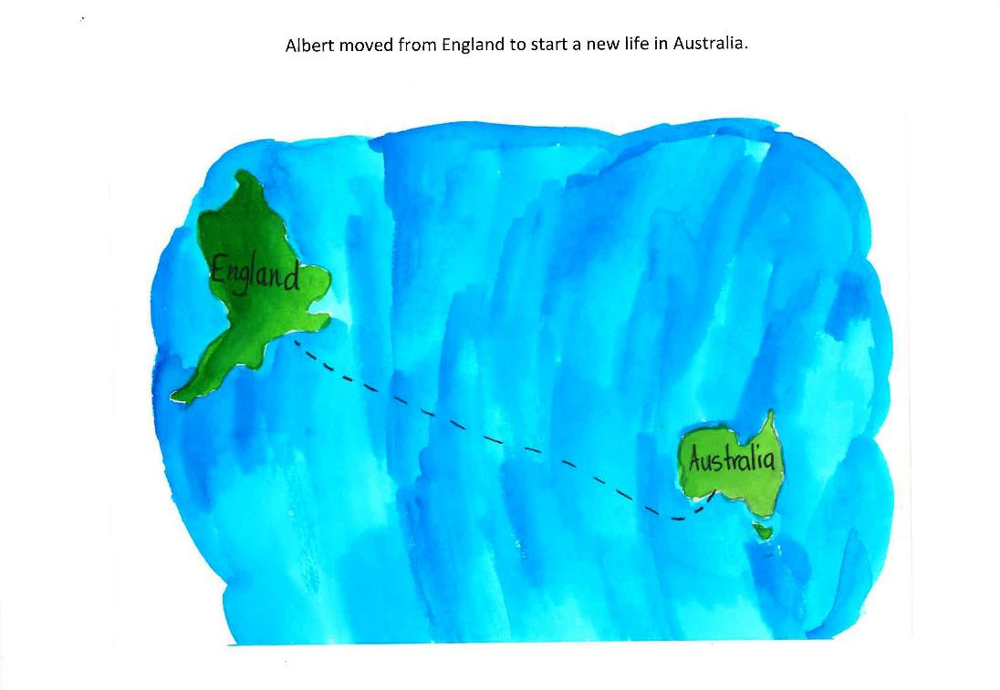 Albert moved from England to start a new life in Australia.
England
Australia